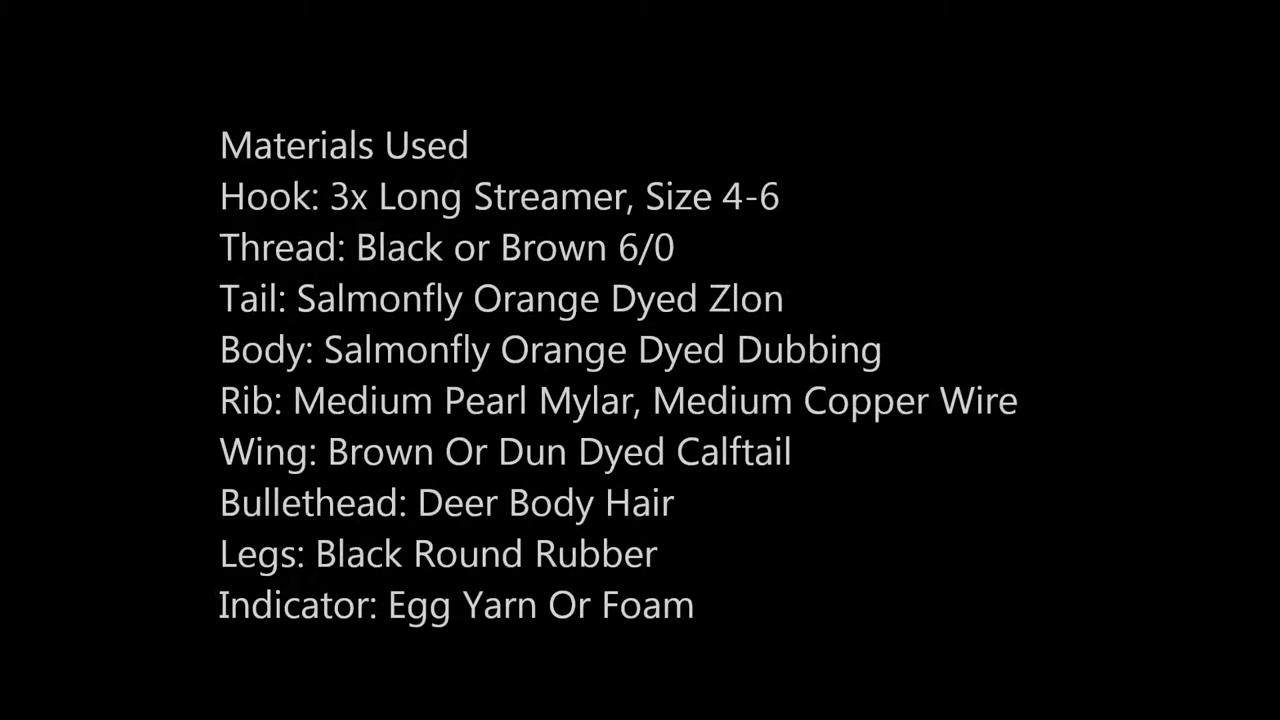 Materials Used
Hook: 3x Long Streamer, Size 4-6
Thread: Black or Brown 6/0
Tail: Salmonfly Orange Dyed Zlon
Body: Salmonfly Orange Dyed Dubbing
Rib: Medium Pearl Mylar, Medium Copper Wire
Wing: Brown Or Dun Dyed Calftail
Bullethead: Deer Body Hair
Legs: Black Round Rubber
Indicator: Egg Yarn Or Foam